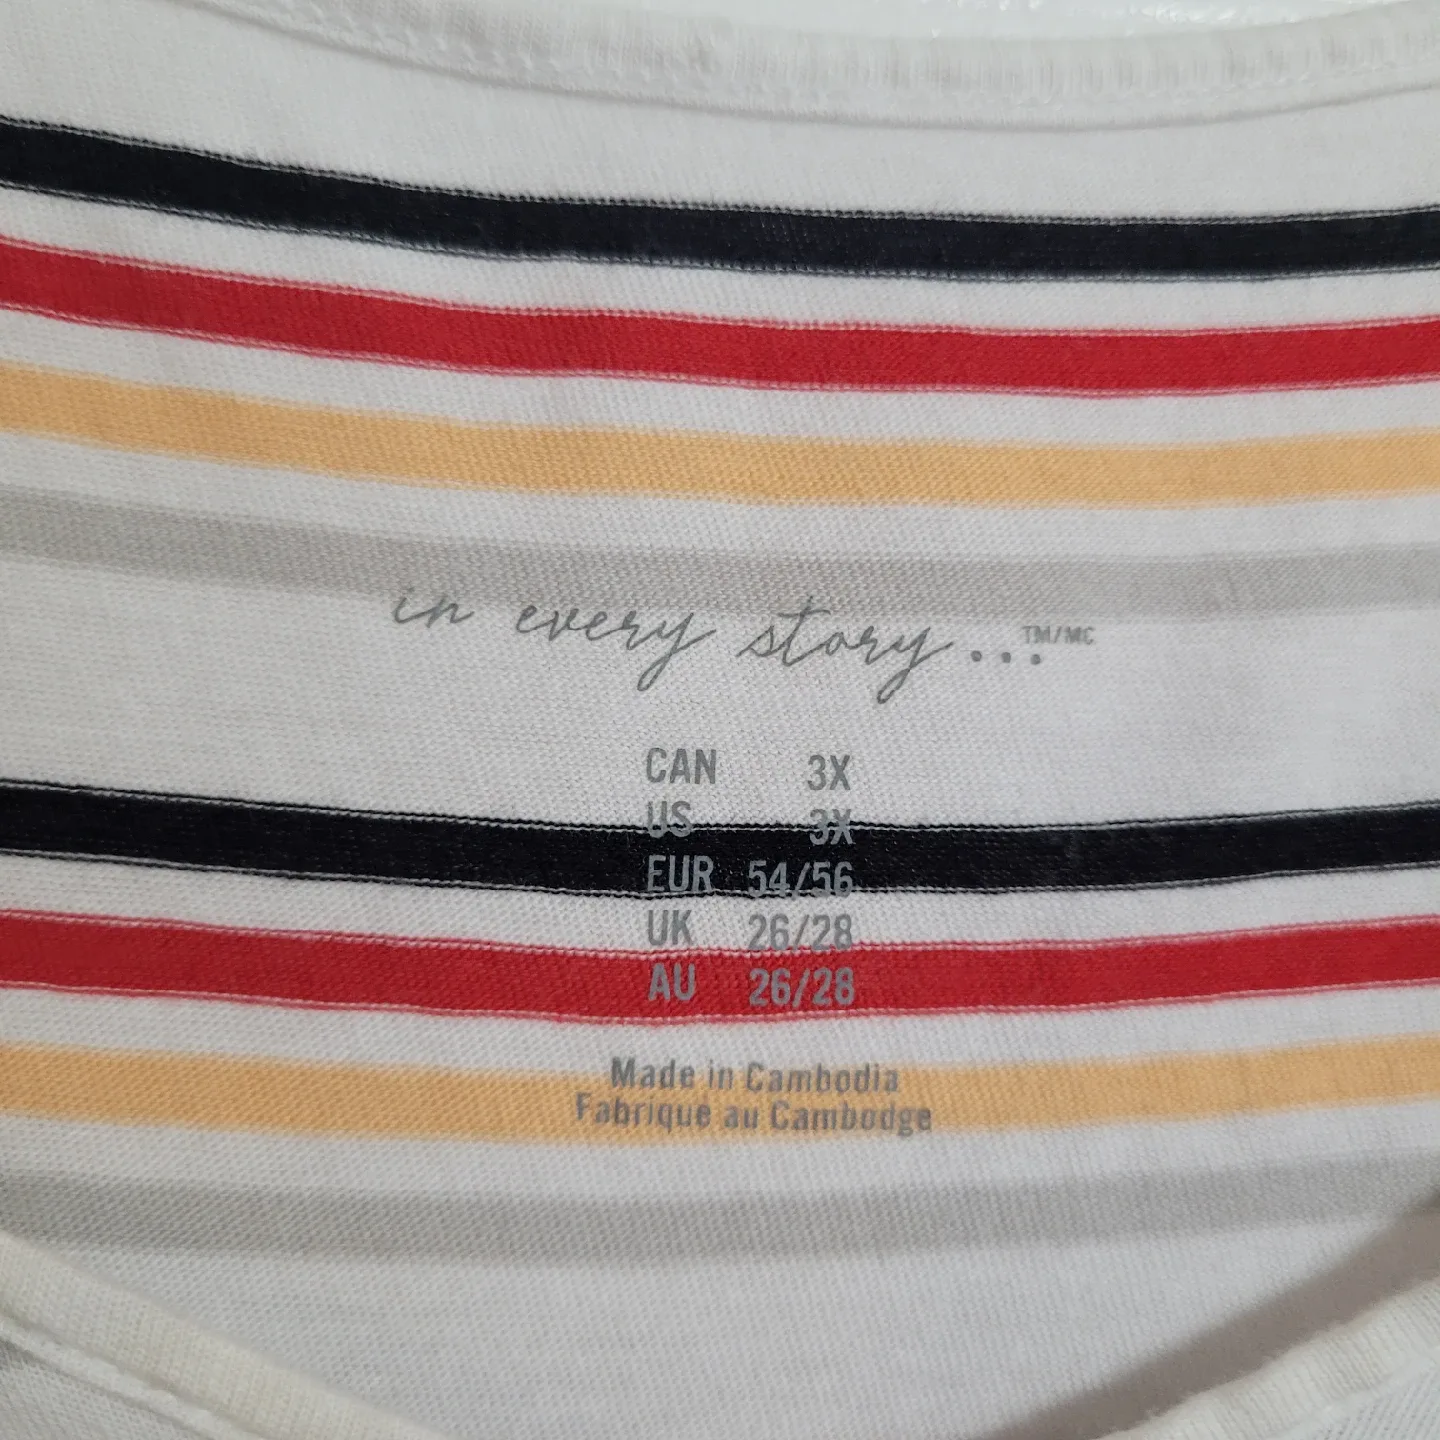 in every story...TM/MC
CAN 3X
US 3X
EUR 54/56
UK 26/28
AU 26/28
Made in Cambodia
Fabrique au Cambodge